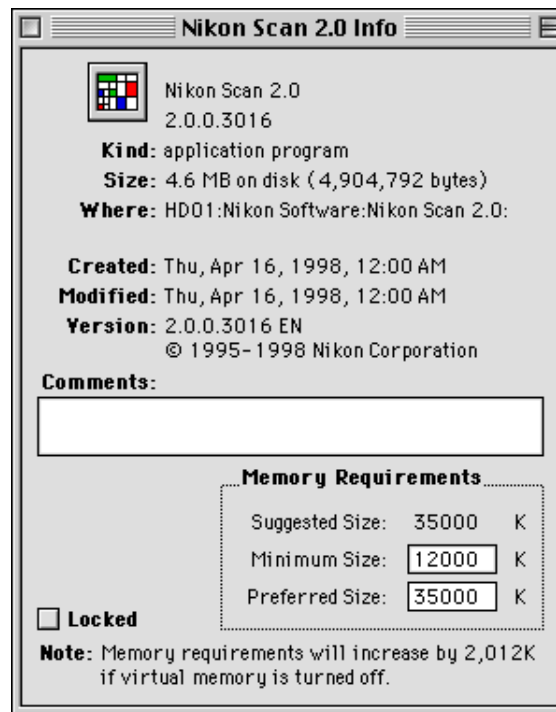 Nikon Scan 2.0 Info
Nikon Scan 2.0
2.0.0.3016
Kind: application program
Size: 4.6 MB on disk (4,904,792 bytes)
Where: HD01:Nikon Software:Nikon Scan 2.0:
Created: Thu, Apr 16, 1998, 12:00 AM
Modified: Thu, Apr 16, 1998, 12:00 AM
Version: 2.0.0.3016 EN
© 1995-1998 Nikon Corporation
Comments:
Memory Requirements
Suggested Size: 35000 K
Minimum Size: 12000 K
Preferred Size: 35000 K
Locked
Note: Memory requirements will increase by 2,012K
if virtual memory is turned off.